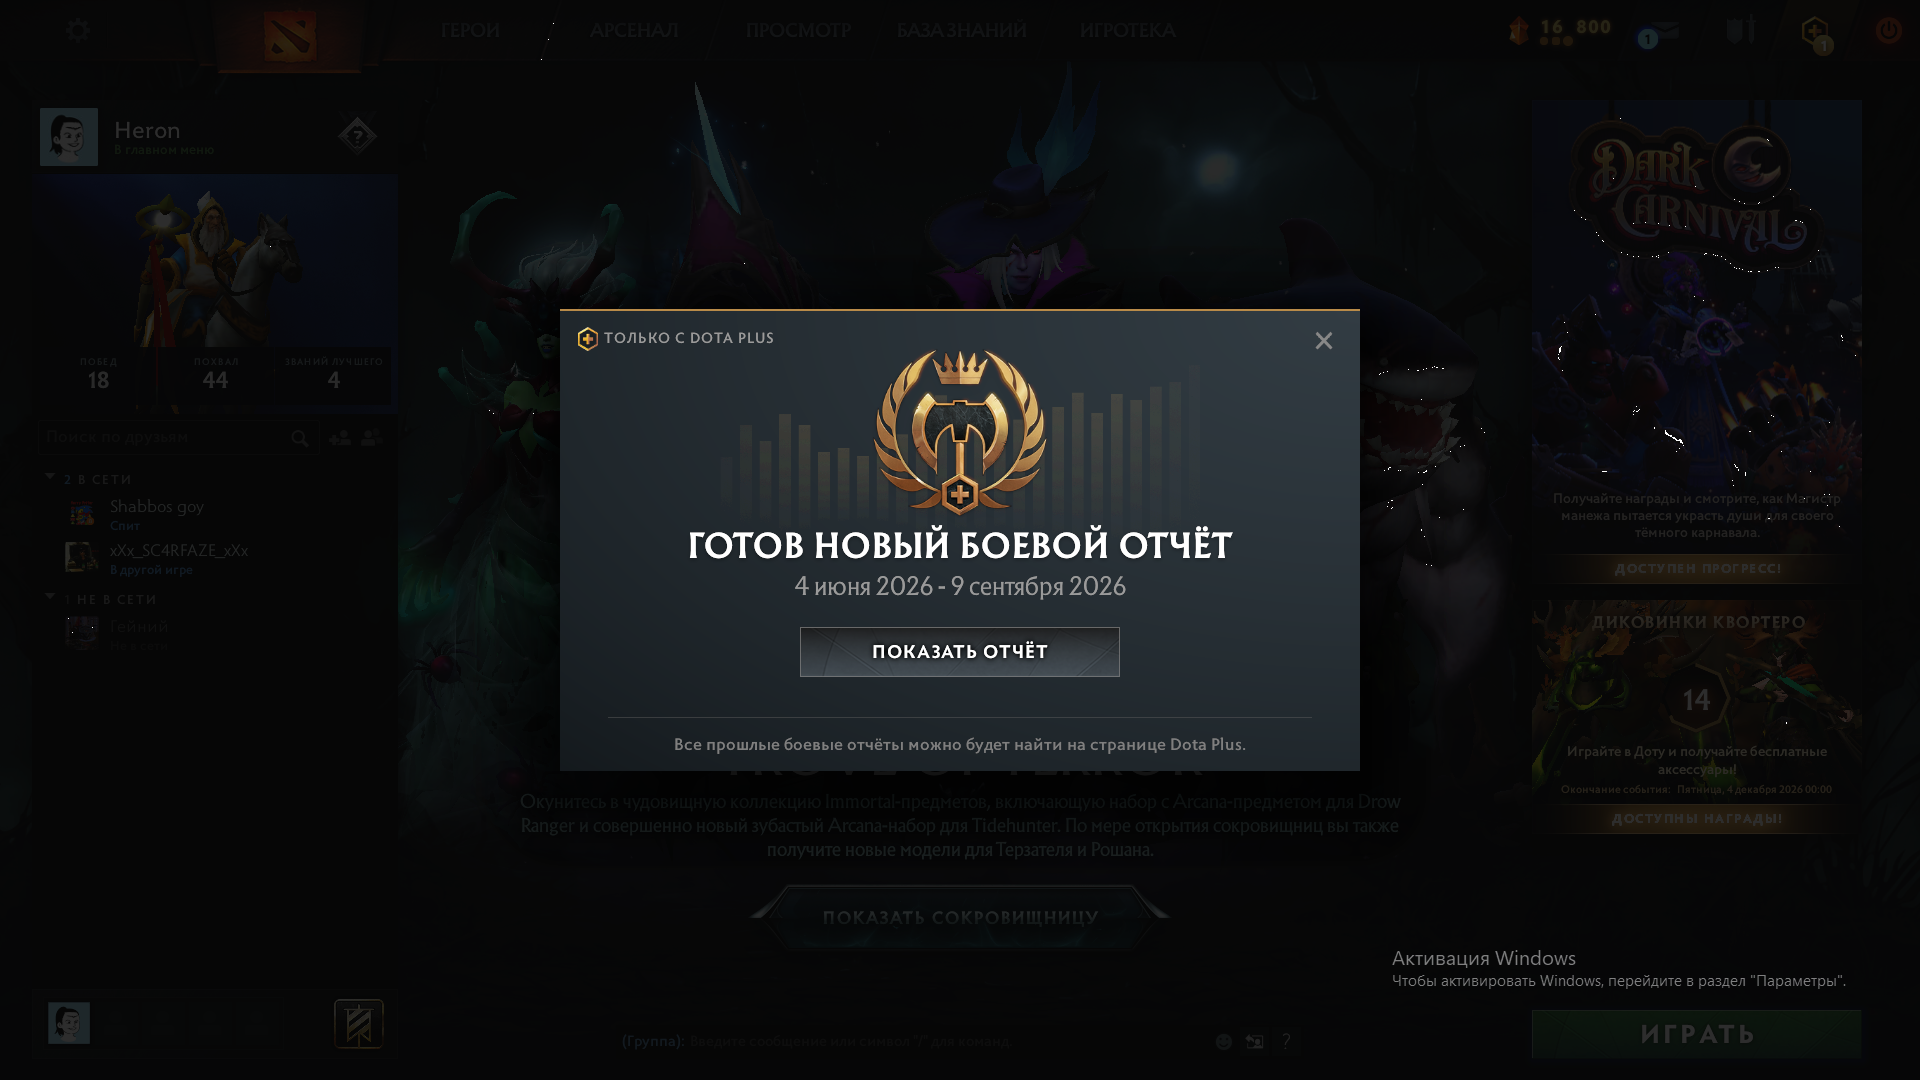 ГЕРОИ
АРСЕНАЛ
ПРОСМОТР
БАЗА ЗНАНИЙ
ИГРОТЕКА
16 800
1
1
Heron
В главном меню
?
ПОБЕД
ПОХВАЛ
ЗВАНИЙ ЛУЧШЕГО
18
44
4
Поиск по друзьям
2 В СЕТИ
Shabbos goy
Спит
xXx_SC4RFAZE_xXx
В другой игре
1 НЕ В СЕТИ
Гейний
Не в сети
ТОЛЬКО С DOTA PLUS
ГОТОВ НОВЫЙ БОЕВОЙ ОТЧЁТ
4 июня 2026 - 9 сентября 2026
ПОКАЗАТЬ ОТЧЁТ
Все прошлые боевые отчёты можно будет найти на странице Dota Plus.
Окунитесь в чудовищную коллекцию Immortal-предметов, включающую набор с Arcana-предметом для Drow
Ranger и совершенно новый зубастый Arcana-набор для Tidehunter. По мере открытия сокровищниц вы также
получите новые модели для Терзателя и Рошана.
ПОКАЗАТЬ СОКРОВИЩНИЦУ
(Группа): Введите сообщение или символ "/" для команд.
?
DARK CARNIVAL
Получайте награды и смотрите, как Магистр
манежа пытается украсть души для своего
тёмного карнавала.
ДОСТУПЕН ПРОГРЕСС!
ДИКОВИНКИ КВОРТЕРО
14
Играйте в Доту и получайте бесплатные
аксессуары!
Окончание события: Пятница, 4 декабря 2026 00:00
ДОСТУПНЫ НАГРАДЫ!
Активация Windows
Чтобы активировать Windows, перейдите в раздел "Параметры".
ИГРАТЬ